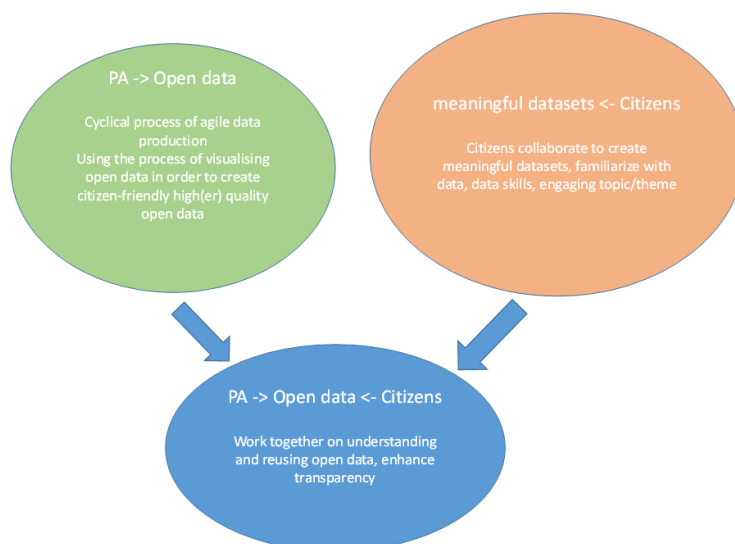 PA -> Open data
Cyclical process of agile data
production
Using the process of visualising
open data in order to create
citizen-friendly high(er) quality
open data
meaningful datasets <- Citizens
Citizens collaborate to create
meaningful datasets, familiarize with
data, data skills, engaging topic/theme
PA -> Open data <- Citizens
Work together on understanding
and reusing open data, enhance
transparency